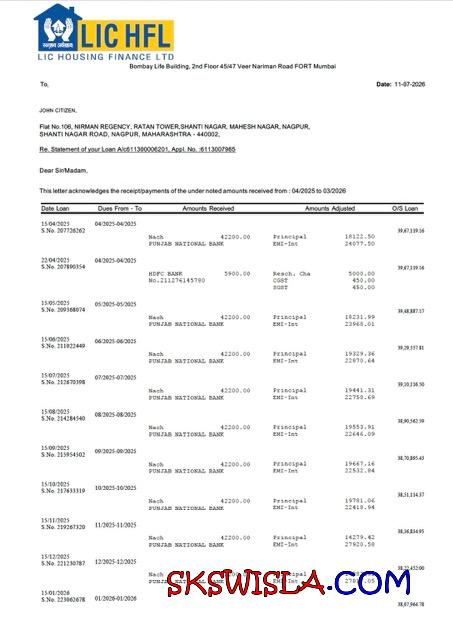 LIC HFL
LIC HOUSING FINANCE LTD
Bombay Life Building, 2nd Floor 45/47 Veer Nariman Road FORT Mumbai
To, Date: 11-07-2026
JOHN CITIZEN,
Flat No.106, NIRMAN REGENCY, RATAN TOWER,SHANTI NAGAR, MAHESH NAGAR, NAGPUR,
SHANTI NAGAR ROAD, NAGPUR, MAHARASHTRA - 440002,
Re. Statement of your Loan A/c611300006201, Appl. No. :6113007965
Dear Sir/Madam,
This letter acknowledges the receipt/payments of the under noted amounts received from : 04/2025 to 03/2026
Date Loan Dues From - To Amounts Received Amounts Adjusted O/S Loan
15/04/2025 04/2025-04/2025 39,67,119.16
S.No. 207726262
Nach 42200.00 Principal 18122.50
PUNJAB NATIONAL BANK EMI-Int 24077.50
22/04/2025 04/2025-04/2025 39,67,119.16
S.No. 207890354
HDFC BANK 5900.00 Resch. Cha 5000.00
No.211276145790 CGST 450.00
SGST 450.00
15/05/2025 05/2025-05/2025 39,48,887.17
S.No. 209368074
Nach 42200.00 Principal 18231.99
PUNJAB NATIONAL BANK EMI-Int 23968.01
15/06/2025 06/2025-06/2025 39,29,557.81
S.No. 211022449
Nach 42200.00 Principal 19329.36
PUNJAB NATIONAL BANK EMI-Int 22870.64
15/07/2025 07/2025-07/2025 39,10,116.50
S.No. 212670398
Nach 42200.00 Principal 19441.31
PUNJAB NATIONAL BANK EMI-Int 22758.69
15/08/2025 08/2025-08/2025 38,90,562.59
S.No. 214284540
Nach 42200.00 Principal 19553.91
PUNJAB NATIONAL BANK EMI-Int 22646.09
15/09/2025 09/2025-09/2025 38,70,895.43
S.No. 215954502
Nach 42200.00 Principal 19667.16
PUNJAB NATIONAL BANK EMI-Int 22532.84
15/10/2025 10/2025-10/2025 38,51,114.37
S.No. 217633319
Nach 42200.00 Principal 19781.06
PUNJAB NATIONAL BANK EMI-Int 22418.94
15/11/2025 11/2025-11/2025 38,36,834.95
S.No. 219267320
Nach 42200.00 Principal 14279.42
PUNJAB NATIONAL BANK EMI-Int 27920.58
15/12/2025 12/2025-12/2025 38,22,452.00
S.No. 221230787
Nach
PUNJAB NATIONAL BANK
SKSWISLA.COM
15/01/2026 01/2026-01/2026 38,07,964.78
S.No. 223062678